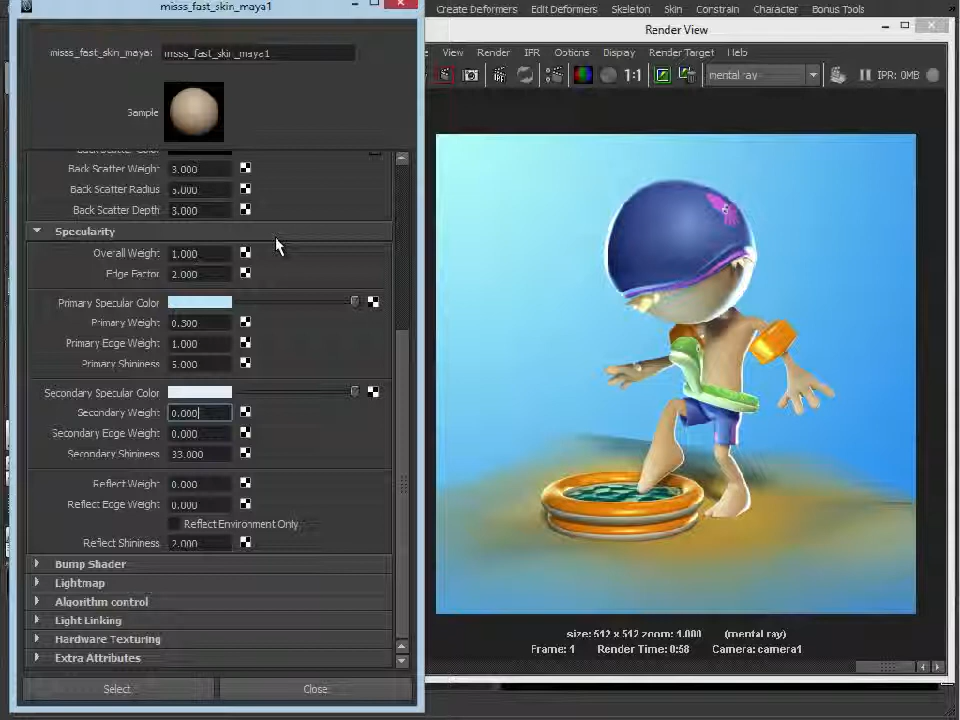 misss_fast_skin_maya1
misss_fast_skin_maya: misss_fast_skin_maya1
Sample
Back Scatter Color
Back Scatter Weight 3.000
Back Scatter Radius 5.000
Back Scatter Depth 3.000
Specularity
Overall Weight 1.000
Edge Factor 2.000
Primary Specular Color
Primary Weight 0.300
Primary Edge Weight 1.000
Primary Shininess 5.000
Secondary Specular Color
Secondary Weight 0.000
Secondary Edge Weight 0.000
Secondary Shininess 33.000
Reflect Weight 0.000
Reflect Edge Weight 0.000
Reflect Environment Only
Reflect Shininess 2.000
Bump Shader
Lightmap
Algorithm control
Light Linking
Hardware Texturing
Extra Attributes
Select Close
Create Deformers Edit Deformers Skeleton Skin Constrain Character Bonus Tools
Render View
View Render IFR Options Display Render Target Help
IPR 1:1 mental ray IPR: 0MB
size: 512 x 512 zoom: 1.000 (mental ray)
Frame: 1 Render Time: 0:58 Camera: camera1